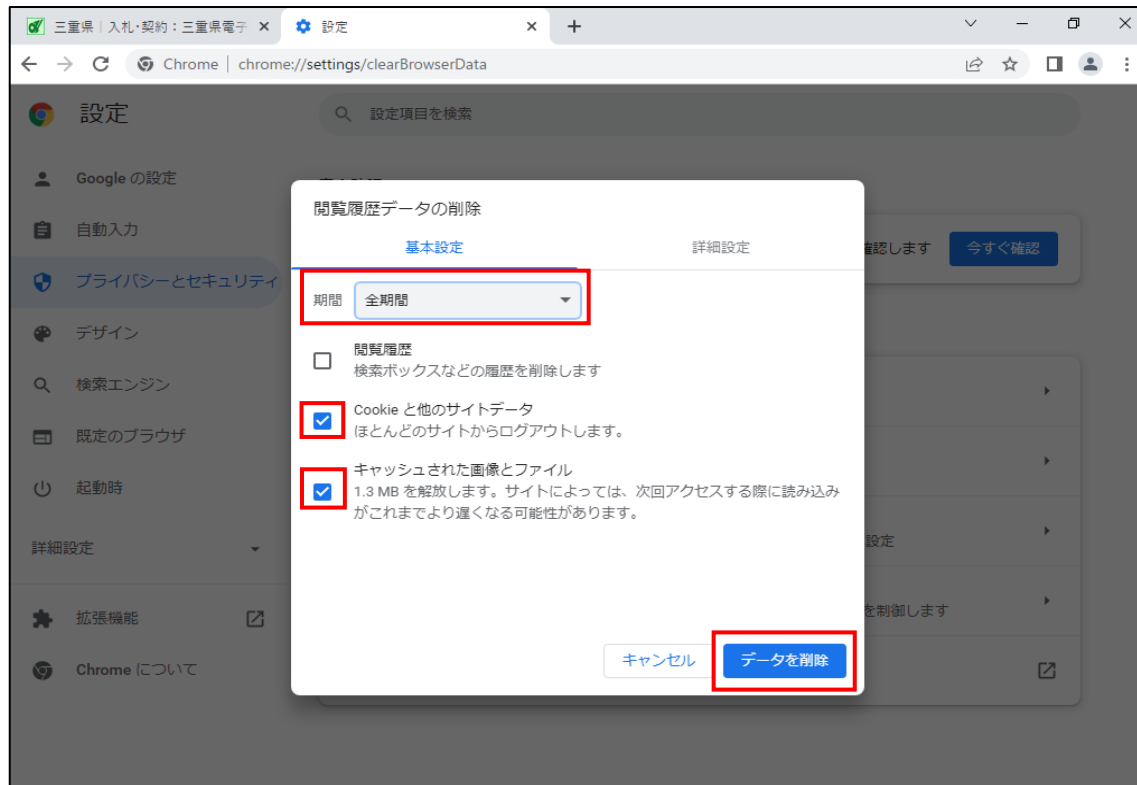 三重県｜入札･契約：三重県電子
設定
Chrome | chrome://settings/clearBrowserData
設定
設定項目を検索
Google の設定
自動入力
プライバシーとセキュリティ
デザイン
検索エンジン
既定のブラウザ
起動時
詳細設定
拡張機能
Chrome について
確認します
今すぐ確認
設定
を制御します
閲覧履歴データの削除
基本設定
詳細設定
期間
全期間
閲覧履歴
検索ボックスなどの履歴を削除します
Cookie と他のサイトデータ
ほとんどのサイトからログアウトします。
キャッシュされた画像とファイル
1.3 MB を解放します。サイトによっては、次回アクセスする際に読み込み
がこれまでより遅くなる可能性があります。
キャンセル
データを削除